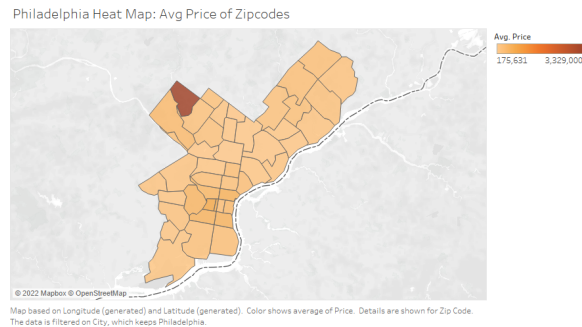 Philadelphia Heat Map: Avg Price of Zipcodes
Avg. Price
175,631 3,329,000
© 2022 Mapbox © OpenStreetMap
Map based on Longitude (generated) and Latitude (generated). Color shows average of Price. Details are shown for Zip Code.
The data is filtered on City, which keeps Philadelphia.